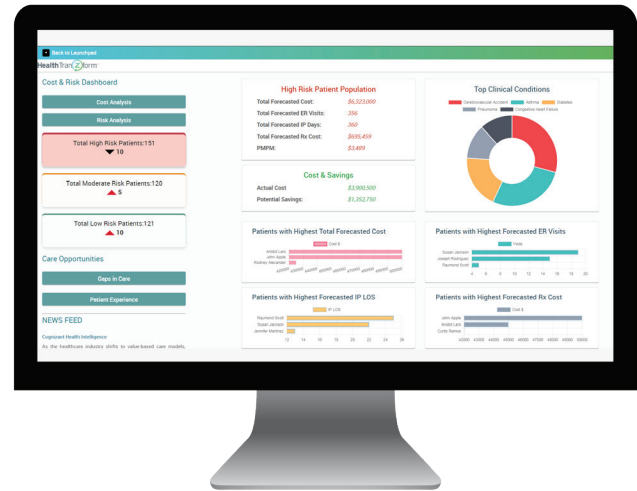 Back to Launchpad
HealthTranZform
Cost & Risk Dashboard
Cost Analysis
Risk Analysis
Total High Risk Patients:151
10
Total Moderate Risk Patients:120
5
Total Low Risk Patients:121
10
Care Opportunities
Gaps in Care
Patient Experience
NEWS FEED
Cognizant Health Intelligence
As the healthcare industry shifts to value-based care models,
High Risk Patient Population
Total Forecasted Cost: $6,323,000
Total Forecasted ER Visits: 356
Total Forecasted IP Days: 360
Total Forecasted Rx Cost: $695,459
PMPM: $3,489
Cost & Savings
Actual Cost $3,900,500
Potential Savings: $1,352,750
Top Clinical Conditions
Cerebrovascular Accident Asthma Diabetes
Pneumonia Congestive Heart Failure
Patients with Highest Total Forecasted Cost
Cost $
Andst Lars
John Apple
Rodney Alexander
Patients with Highest Forecasted ER Visits
Visits
Susan Jamson
Joseph Rodriguez
Raymond Scott
4 6 8 10 12 14 16 18 20
Patients with Highest Forecasted IP LOS
IP LOS
Raymond Scott
Susan Jamson
Jennifer Martinez
12 14 16 18 20 22 24 26
Patients with Highest Forecasted Rx Cost
Cost $
John Apple
Andst Lars
Curtis Ramos